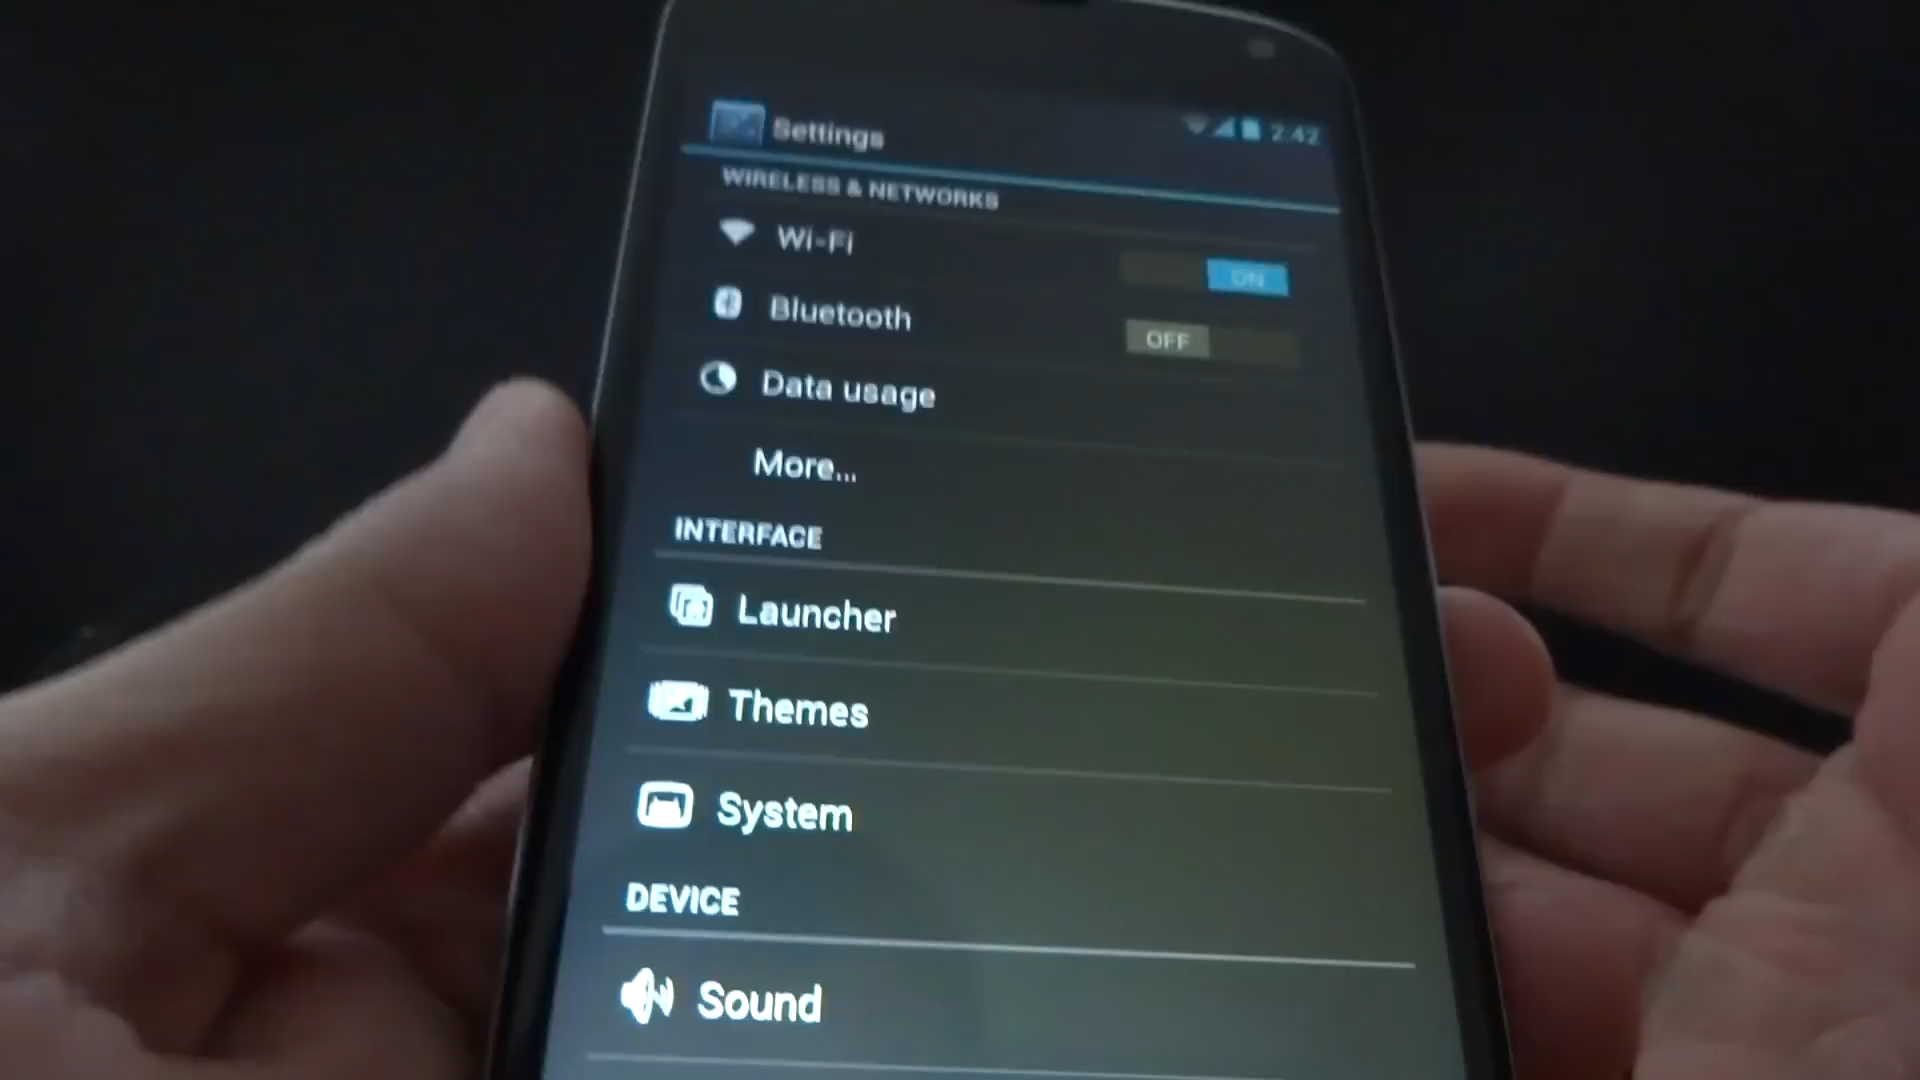 Settings
2:42
WIRELESS & NETWORKS
Wi-Fi
ON
Bluetooth
OFF
Data usage
More...
INTERFACE
Launcher
Themes
System
DEVICE
Sound